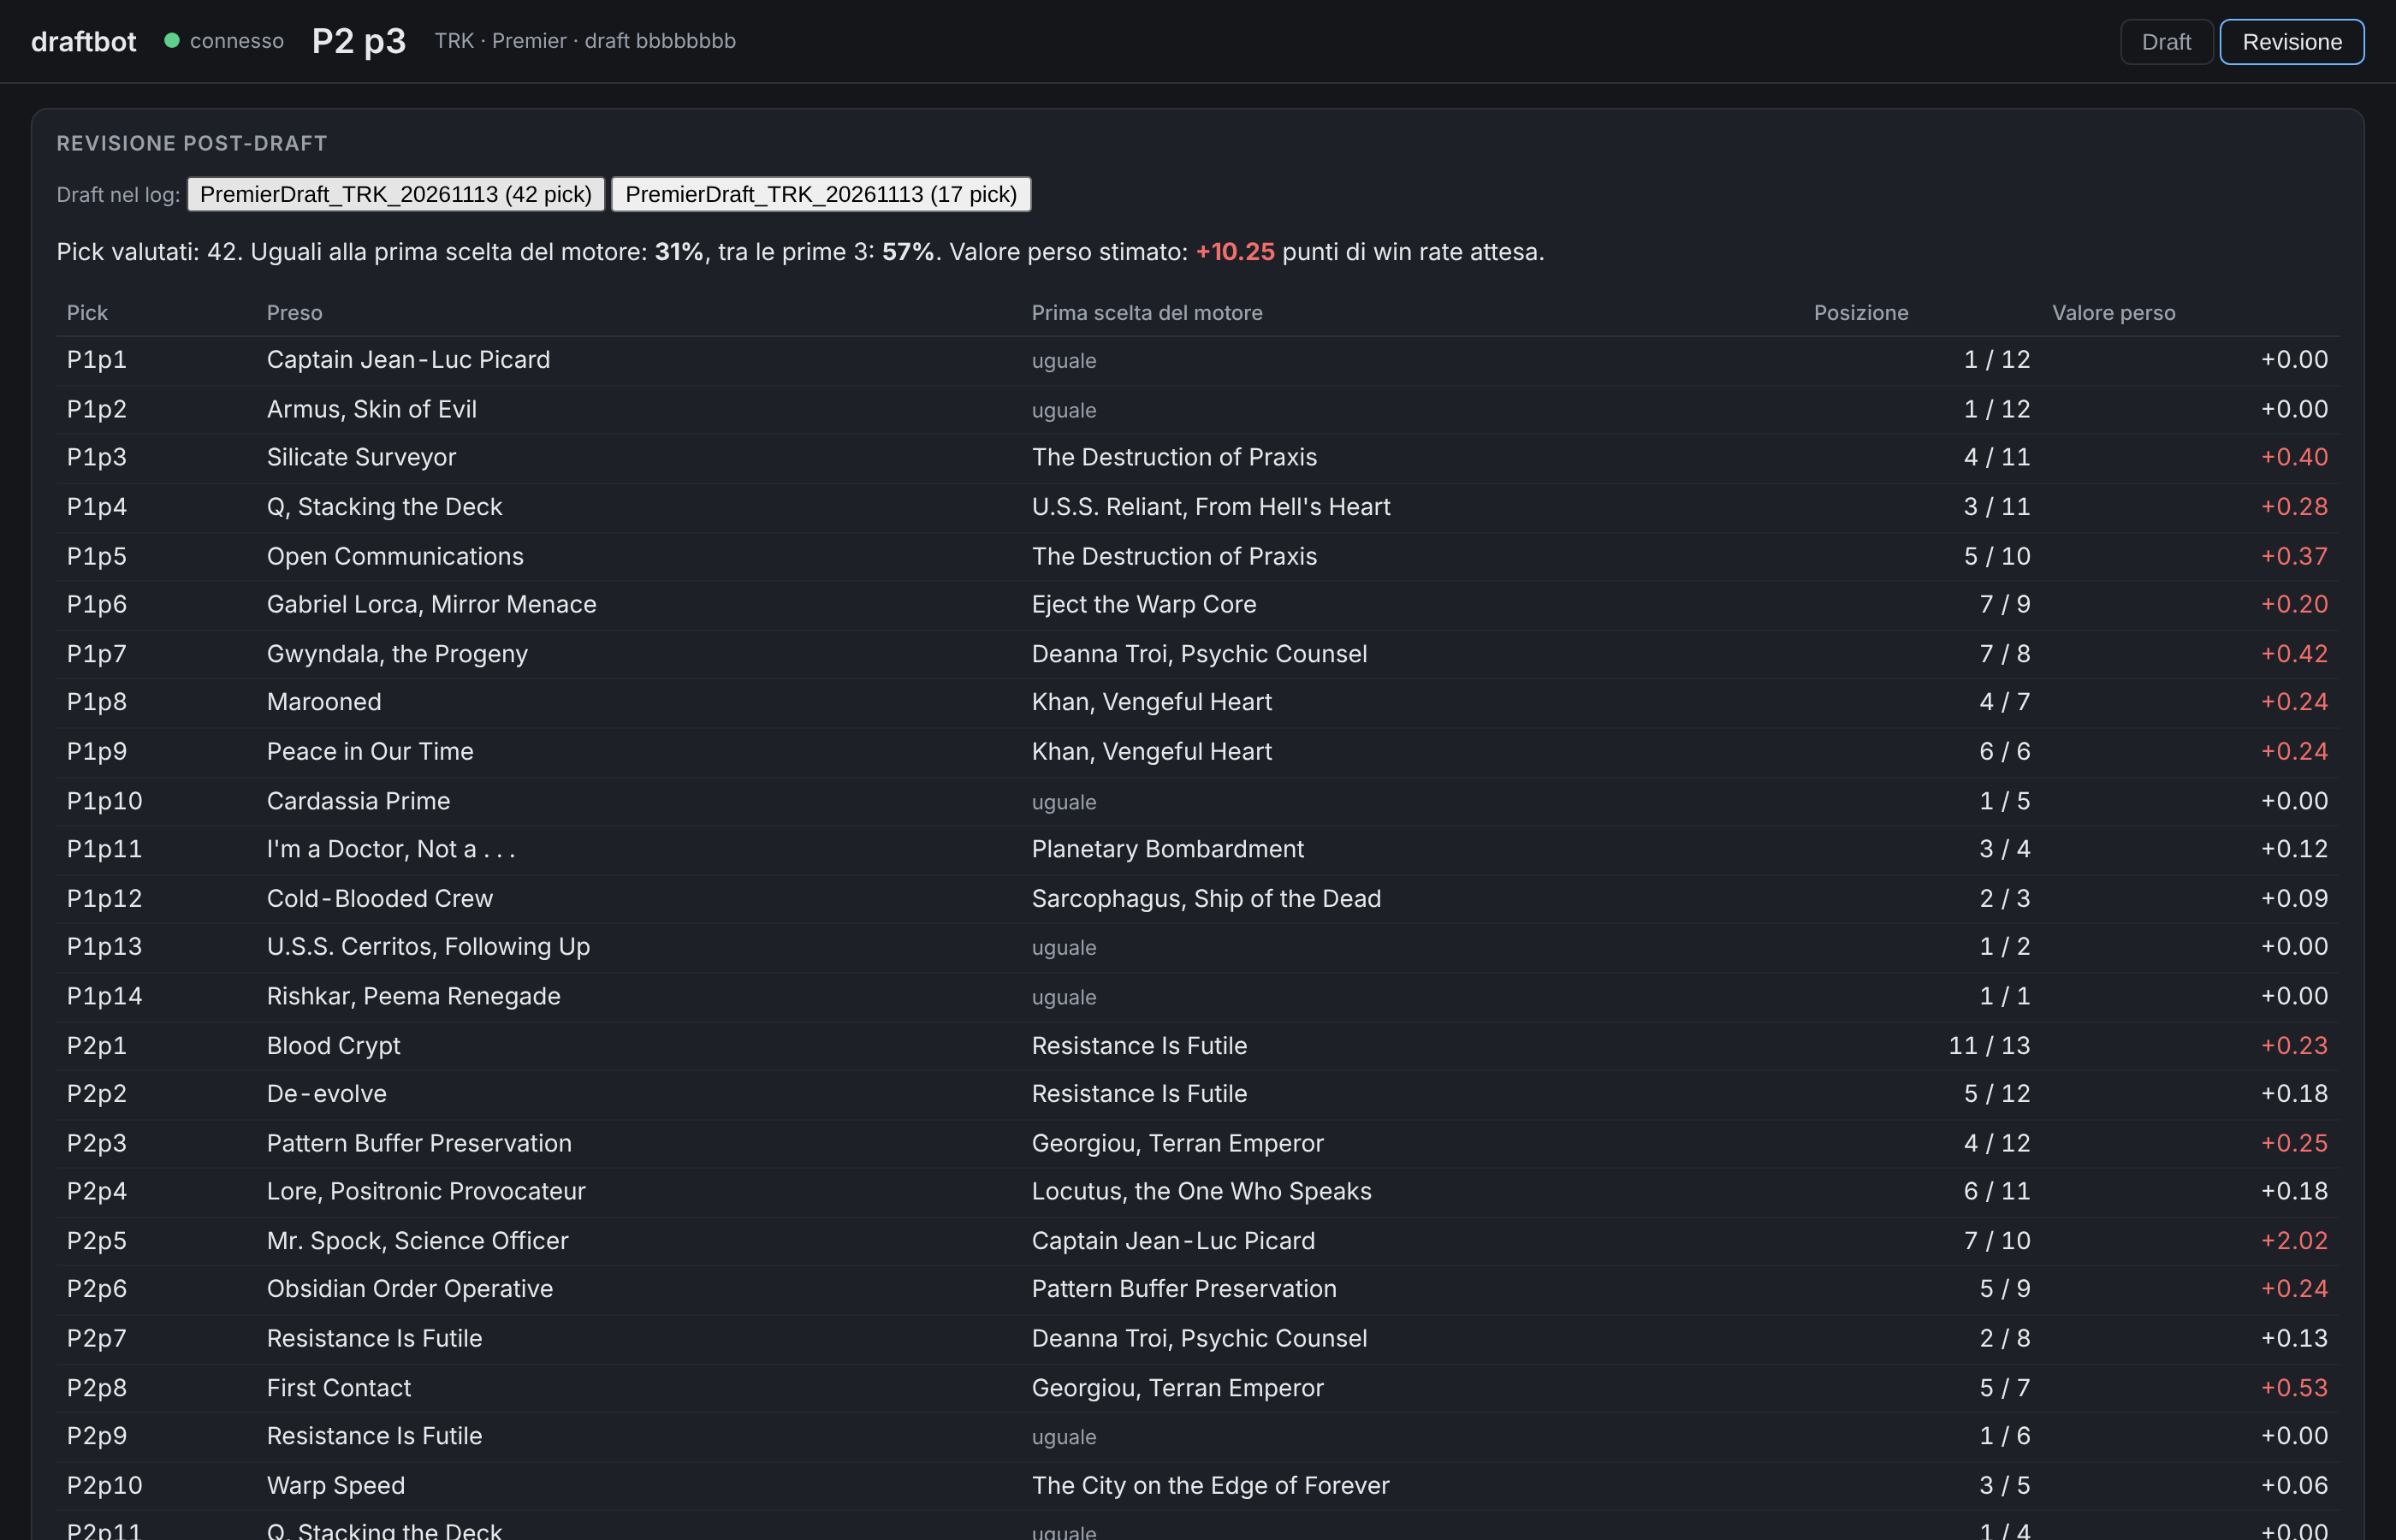 draftbot connesso P2 p3 TRK · Premier · draft bbbbbbbb Draft Revisione
REVISIONE POST-DRAFT
Draft nel log: PremierDraft_TRK_20261113 (42 pick) PremierDraft_TRK_20261113 (17 pick)
Pick valutati: 42. Uguali alla prima scelta del motore: 31%, tra le prime 3: 57%. Valore perso stimato: +10.25 punti di win rate attesa.
Pick Preso Prima scelta del motore Posizione Valore perso
P1p1 Captain Jean-Luc Picard uguale 1 / 12 +0.00
P1p2 Armus, Skin of Evil uguale 1 / 12 +0.00
P1p3 Silicate Surveyor The Destruction of Praxis 4 / 11 +0.40
P1p4 Q, Stacking the Deck U.S.S. Reliant, From Hell's Heart 3 / 11 +0.28
P1p5 Open Communications The Destruction of Praxis 5 / 10 +0.37
P1p6 Gabriel Lorca, Mirror Menace Eject the Warp Core 7 / 9 +0.20
P1p7 Gwyndala, the Progeny Deanna Troi, Psychic Counsel 7 / 8 +0.42
P1p8 Marooned Khan, Vengeful Heart 4 / 7 +0.24
P1p9 Peace in Our Time Khan, Vengeful Heart 6 / 6 +0.24
P1p10 Cardassia Prime uguale 1 / 5 +0.00
P1p11 I'm a Doctor, Not a . . . Planetary Bombardment 3 / 4 +0.12
P1p12 Cold-Blooded Crew Sarcophagus, Ship of the Dead 2 / 3 +0.09
P1p13 U.S.S. Cerritos, Following Up uguale 1 / 2 +0.00
P1p14 Rishkar, Peema Renegade uguale 1 / 1 +0.00
P2p1 Blood Crypt Resistance Is Futile 11 / 13 +0.23
P2p2 De-evolve Resistance Is Futile 5 / 12 +0.18
P2p3 Pattern Buffer Preservation Georgiou, Terran Emperor 4 / 12 +0.25
P2p4 Lore, Positronic Provocateur Locutus, the One Who Speaks 6 / 11 +0.18
P2p5 Mr. Spock, Science Officer Captain Jean-Luc Picard 7 / 10 +2.02
P2p6 Obsidian Order Operative Pattern Buffer Preservation 5 / 9 +0.24
P2p7 Resistance Is Futile Deanna Troi, Psychic Counsel 2 / 8 +0.13
P2p8 First Contact Georgiou, Terran Emperor 5 / 7 +0.53
P2p9 Resistance Is Futile uguale 1 / 6 +0.00
P2p10 Warp Speed The City on the Edge of Forever 3 / 5 +0.06
P2p11 Q, Stacking the Deck uguale 1 / 4 +0.00